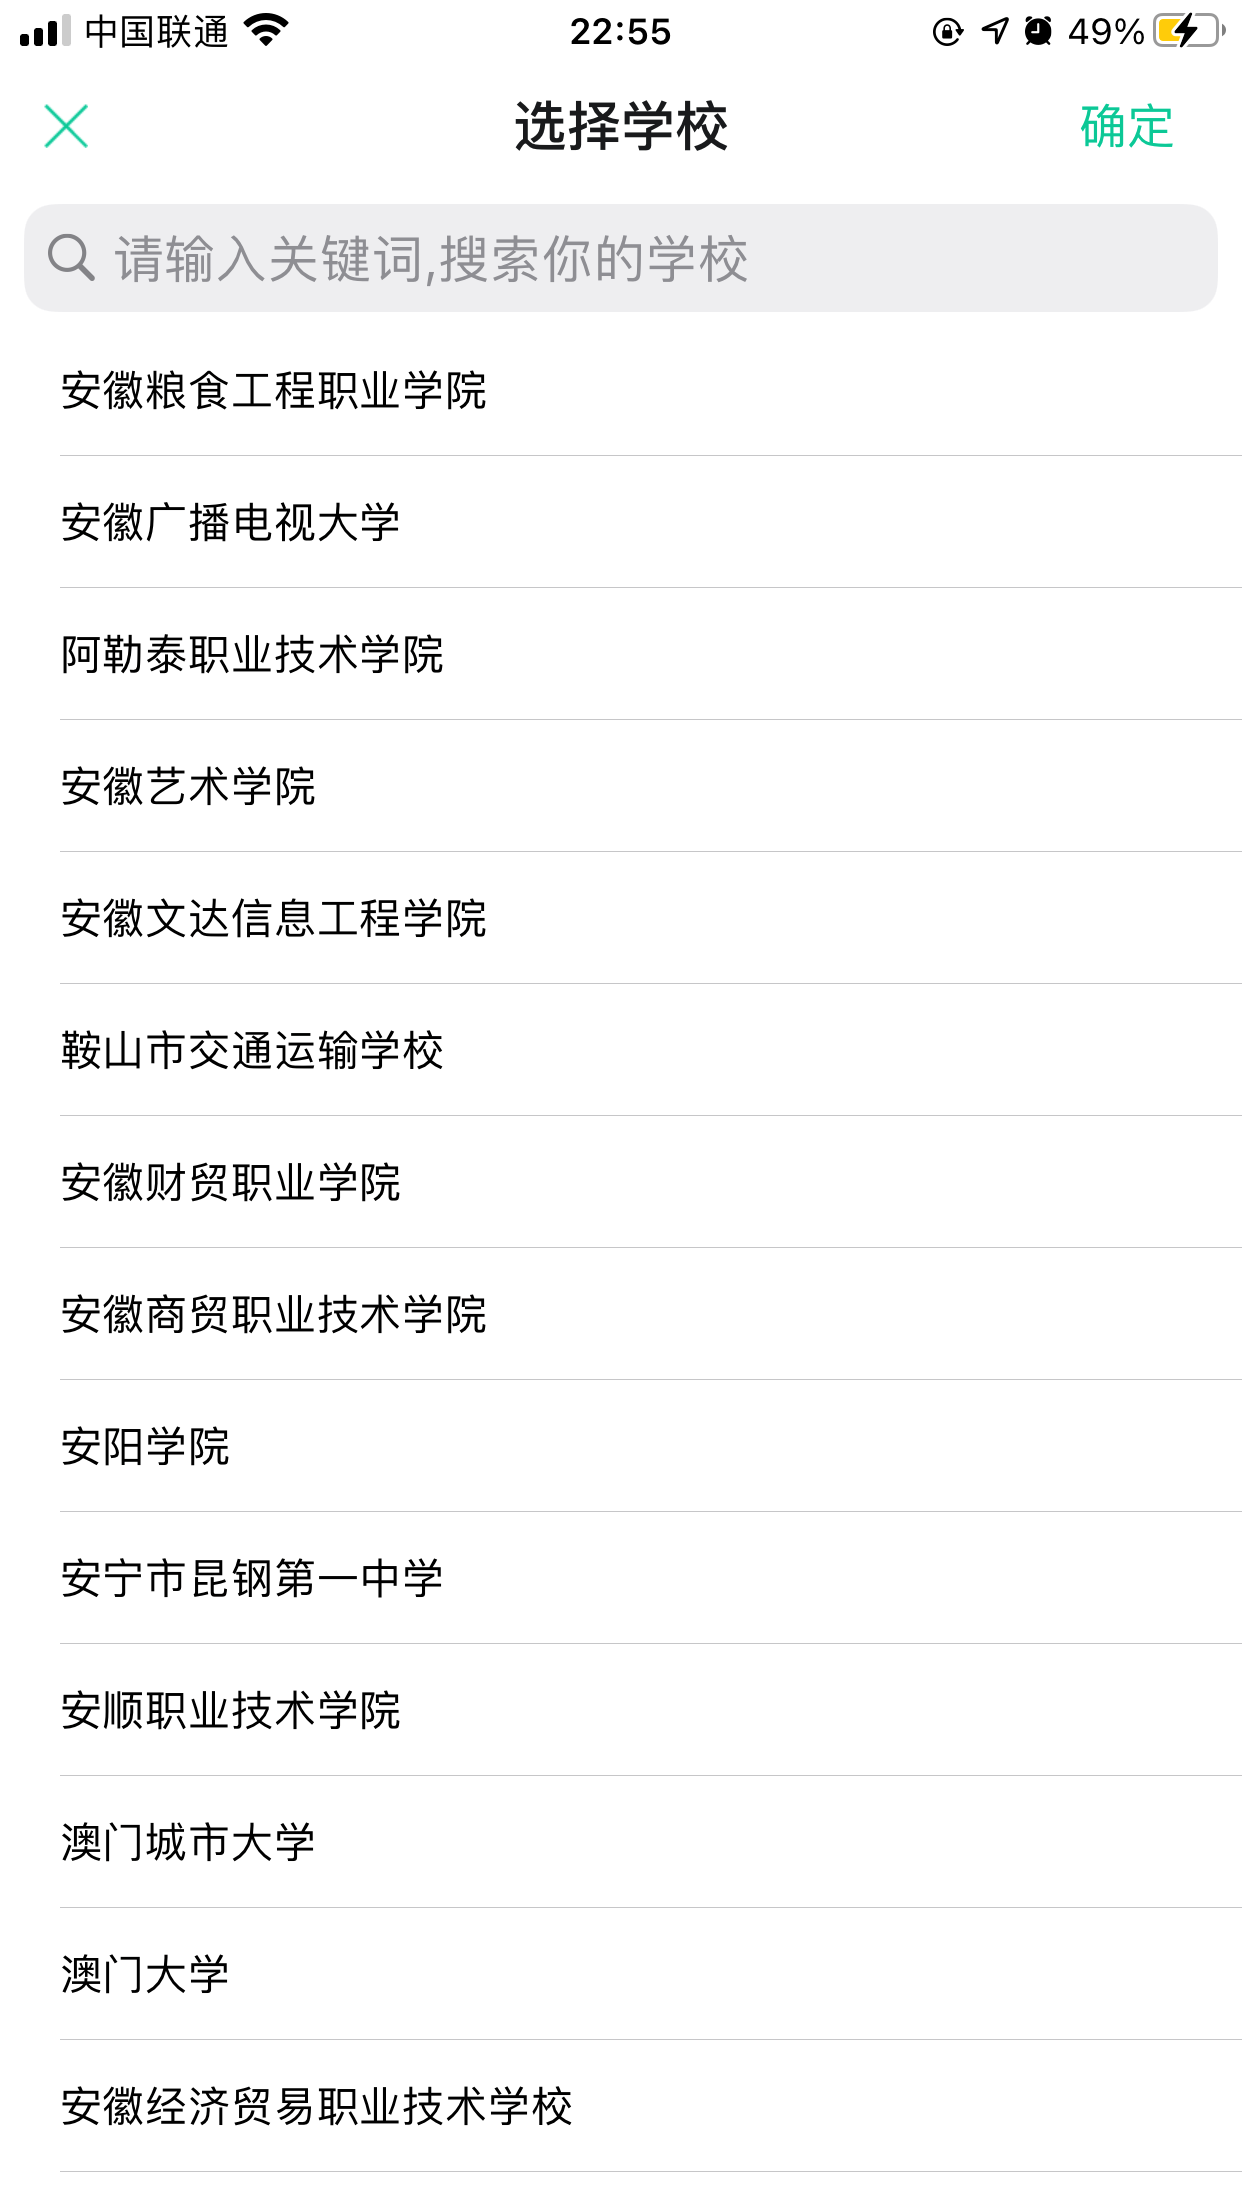 中国联通
22:55
49%
选择学校
确定
请输入关键词,搜索你的学校
安徽粮食工程职业学院
安徽广播电视大学
阿勒泰职业技术学院
安徽艺术学院
安徽文达信息工程学院
鞍山市交通运输学校
安徽财贸职业学院
安徽商贸职业技术学院
安阳学院
安宁市昆钢第一中学
安顺职业技术学院
澳门城市大学
澳门大学
安徽经济贸易职业技术学校